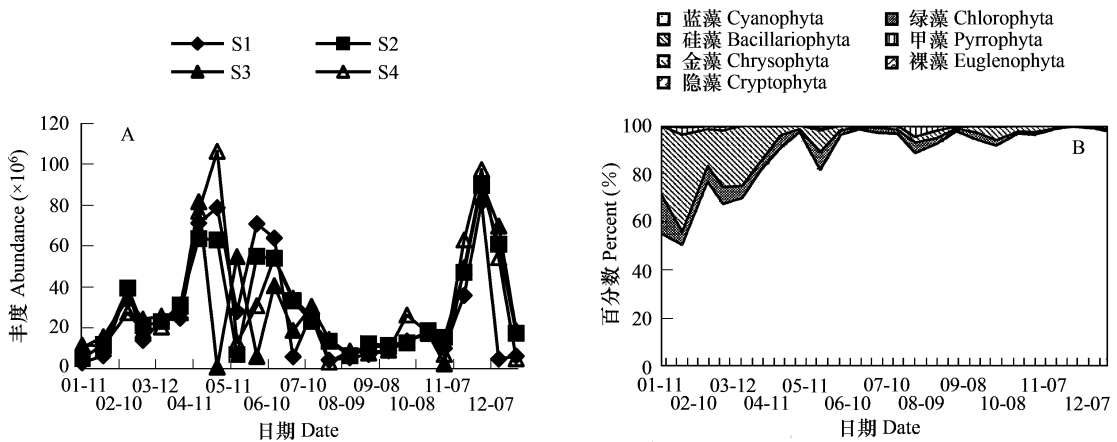 S1 S2
S3 S4
A
丰度 Abundance (×10⁶)
120
100
80
60
40
20
0
01-11 03-12 05-11 07-10 09-08 11-07
02-10 04-11 06-10 08-09 10-08 12-07
日期 Date
蓝藻 Cyanophyta 绿藻 Chlorophyta
硅藻 Bacillariophyta 甲藻 Pyrrophyta
金藻 Chrysophyta 裸藻 Euglenophyta
隐藻 Cryptophyta
B
百分数 Percent (%)
100
80
60
40
20
0
01-11 03-12 05-11 07-10 09-08 11-07
02-10 04-11 06-10 08-09 10-08 12-07
日期 Date